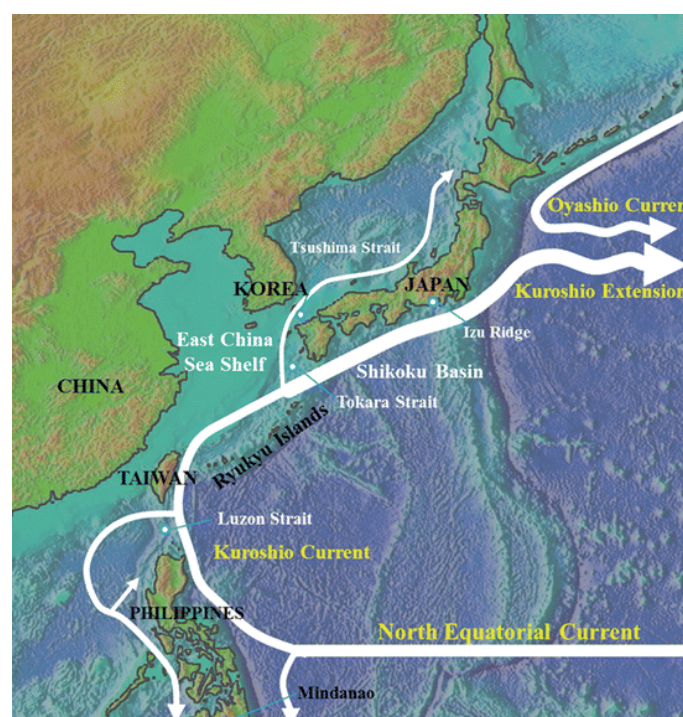 Oyashio Current
Tsushima Strait
KOREA
JAPAN
Kuroshio Extension
Izu Ridge
East China
Sea Shelf
Shikoku Basin
CHINA
Tokara Strait
Ryukyu Islands
TAIWAN
Luzon Strait
Kuroshio Current
PHILIPPINES
North Equatorial Current
Mindanao